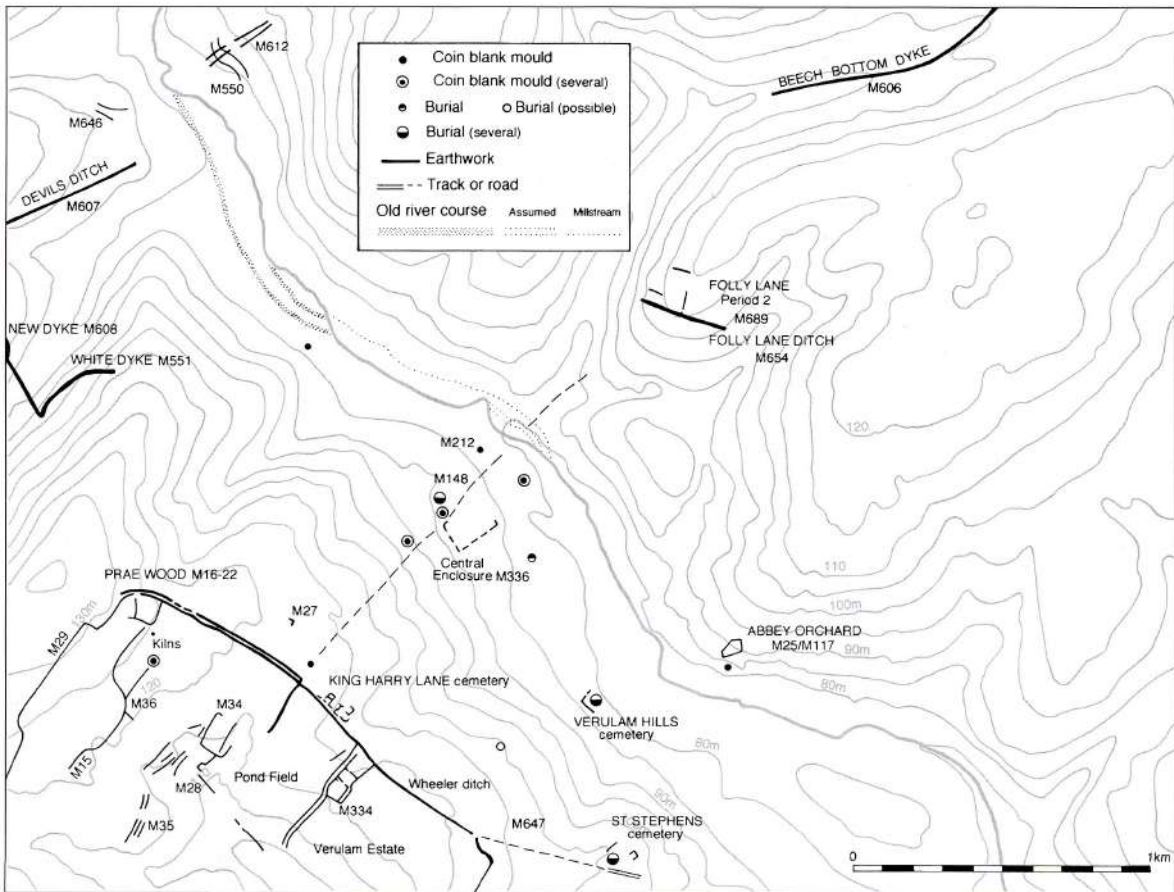 M612
M550
M646
DEVILS DITCH
M607
Coin blank mould
Coin blank mould (several)
Burial
Burial (possible)
Burial (several)
Earthwork
Track or road
Old river course
Assumed
Millstream
BEECH BOTTOM DYKE
M606
FOLLY LANE
Period 2
M689
FOLLY LANE DITCH
M654
NEW DYKE M608
WHITE DYKE M551
M212
M148
Central
Enclosure M336
120
110
100m
90m
80m
PRAE WOOD M16-22
130m
M29
Kilns
M27
120
M36
M34
M15
M28
M35
Pond Field
KING HARRY LANE cemetery
Wheeler ditch
M334
Verulam Estate
M647
ABBEY ORCHARD
M25/M117
VERULAM HILLS
cemetery
80m
90m
ST STEPHENS
cemetery
0
1km